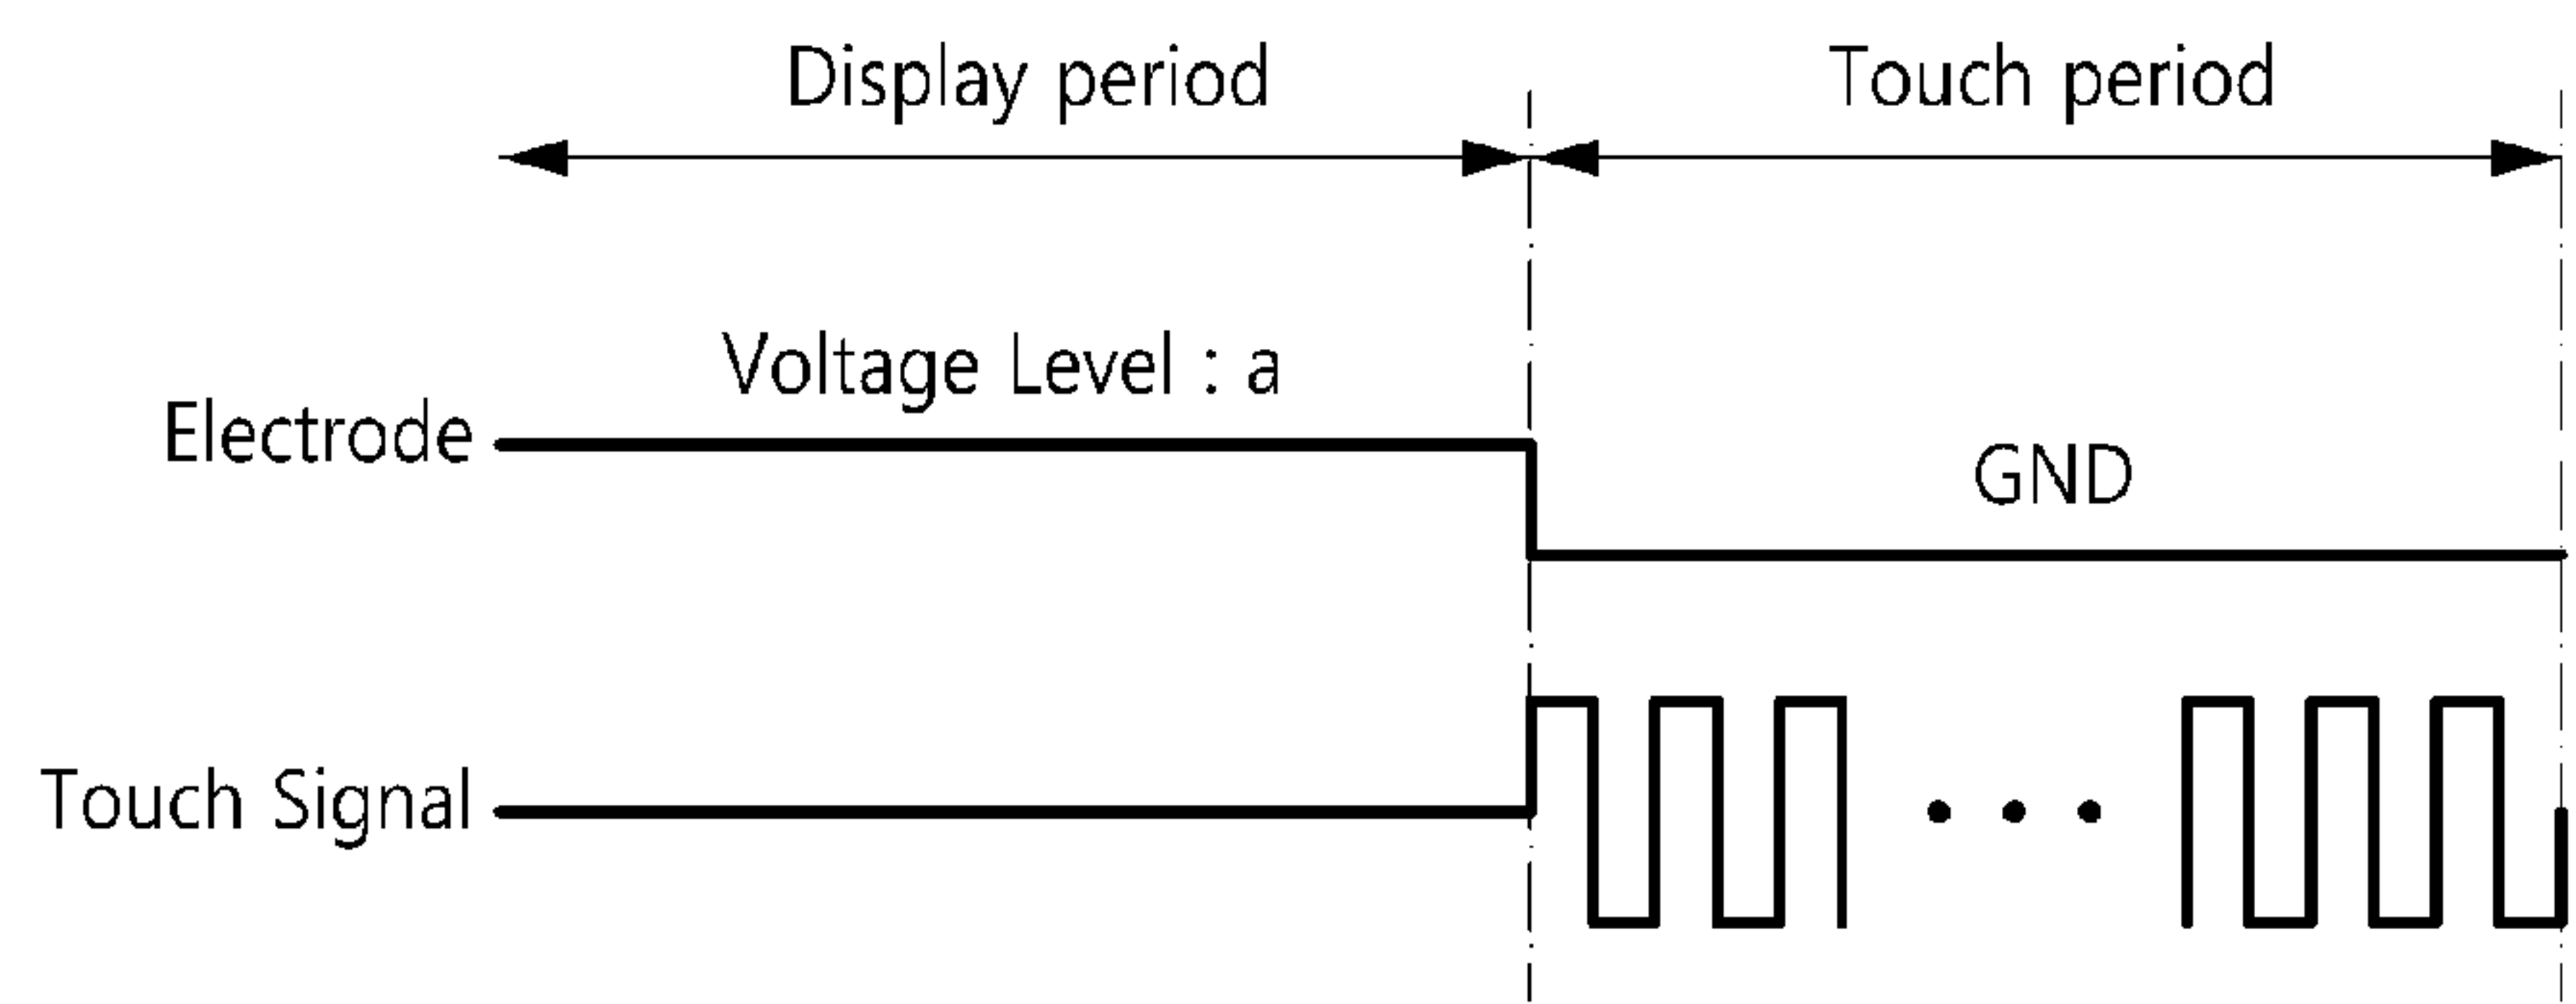 Display period
Touch period
Voltage Level : a
Electrode
GND
Touch Signal